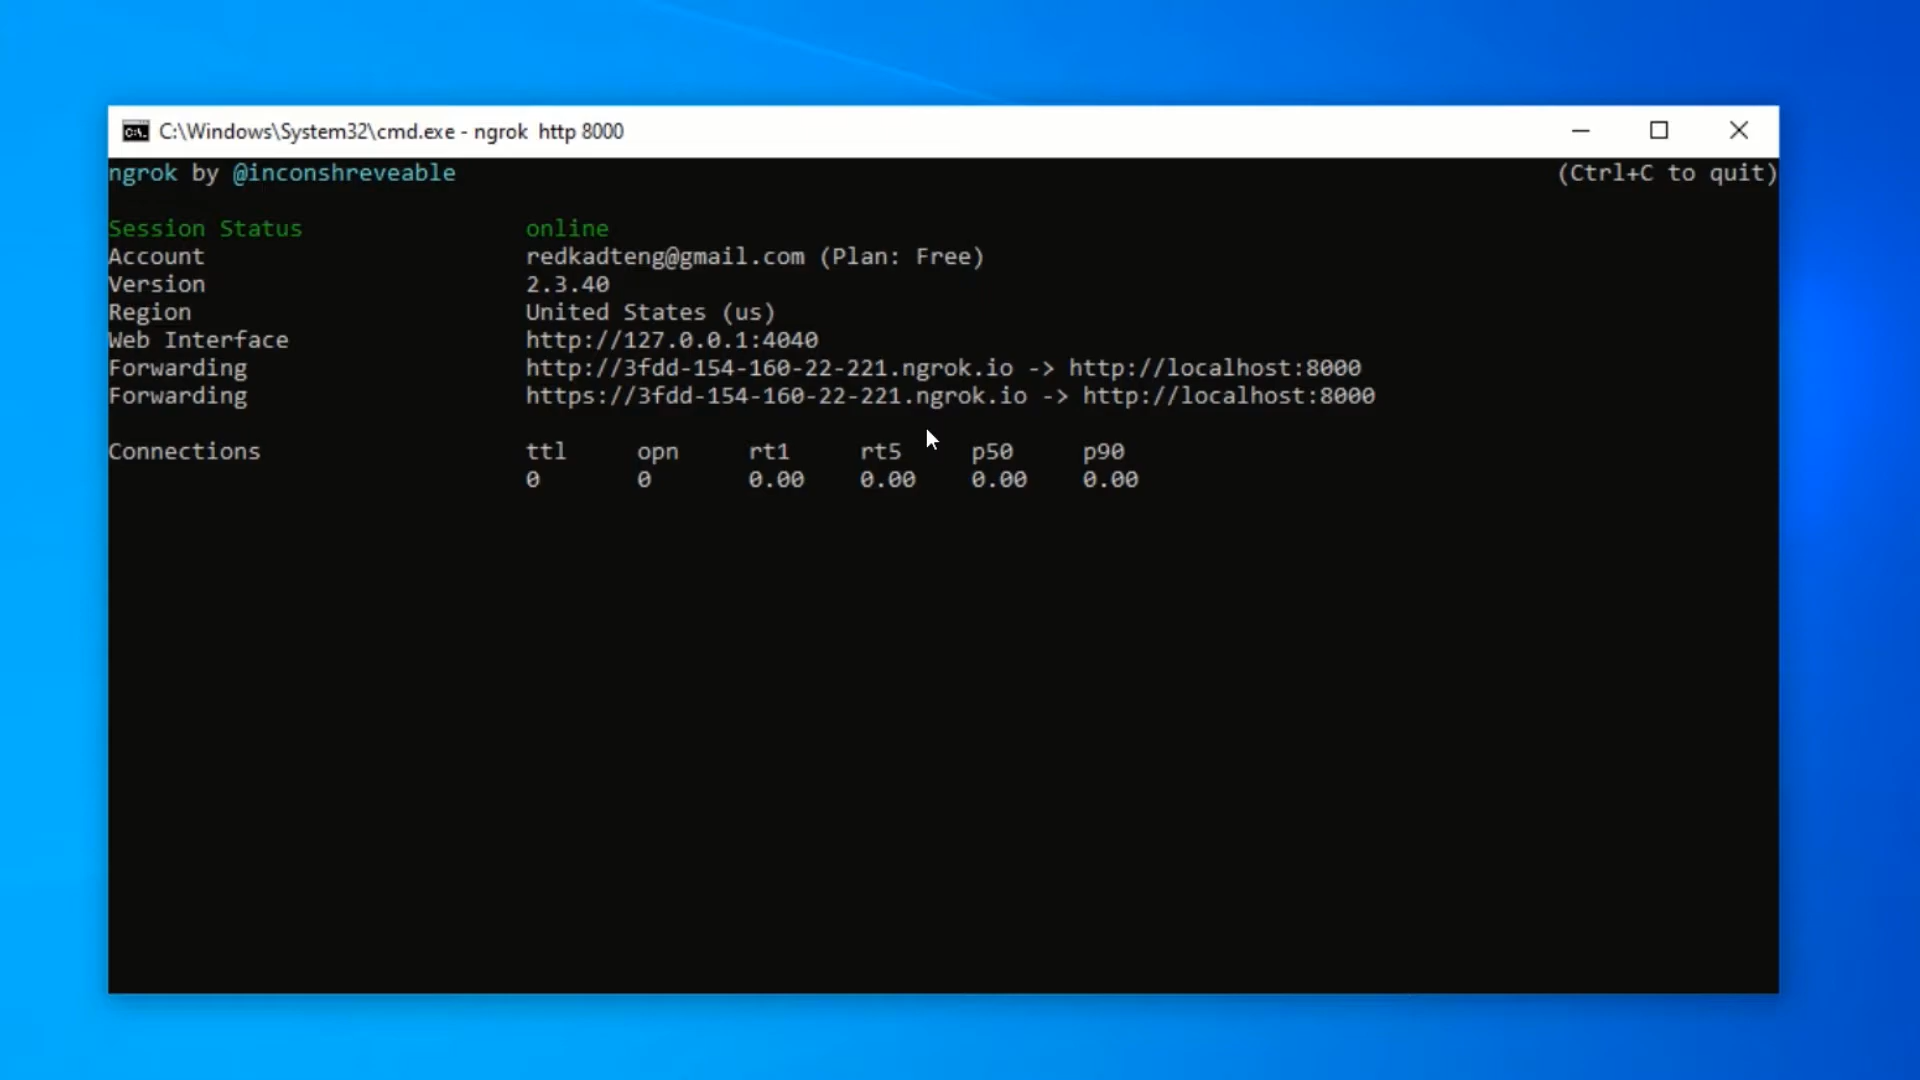 C:\Windows\System32\cmd.exe - ngrok  http 8000
ngrok by @inconshreveable (Ctrl+C to quit)
Session Status online
Account redkadteng@gmail.com (Plan: Free)
Version 2.3.40
Region United States (us)
Web Interface http://127.0.0.1:4040
Forwarding http://3fdd-154-160-22-221.ngrok.io -> http://localhost:8000
Forwarding https://3fdd-154-160-22-221.ngrok.io -> http://localhost:8000
Connections ttl opn rt1 rt5 p50 p90
0 0 0.00 0.00 0.00 0.00